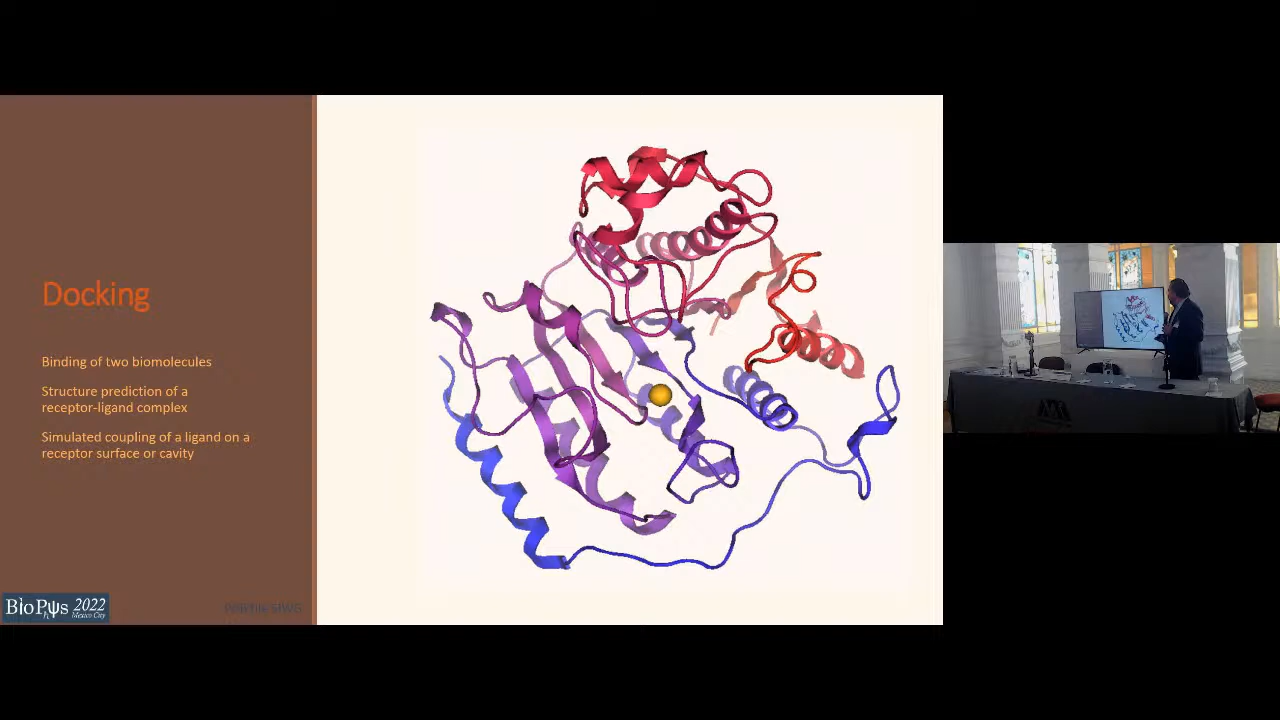 Docking
Binding of two biomolecules
Structure prediction of a
receptor-ligand complex
Simulated coupling of a ligand on a
receptor surface or cavity
BioPhψs 2022
Mexico City